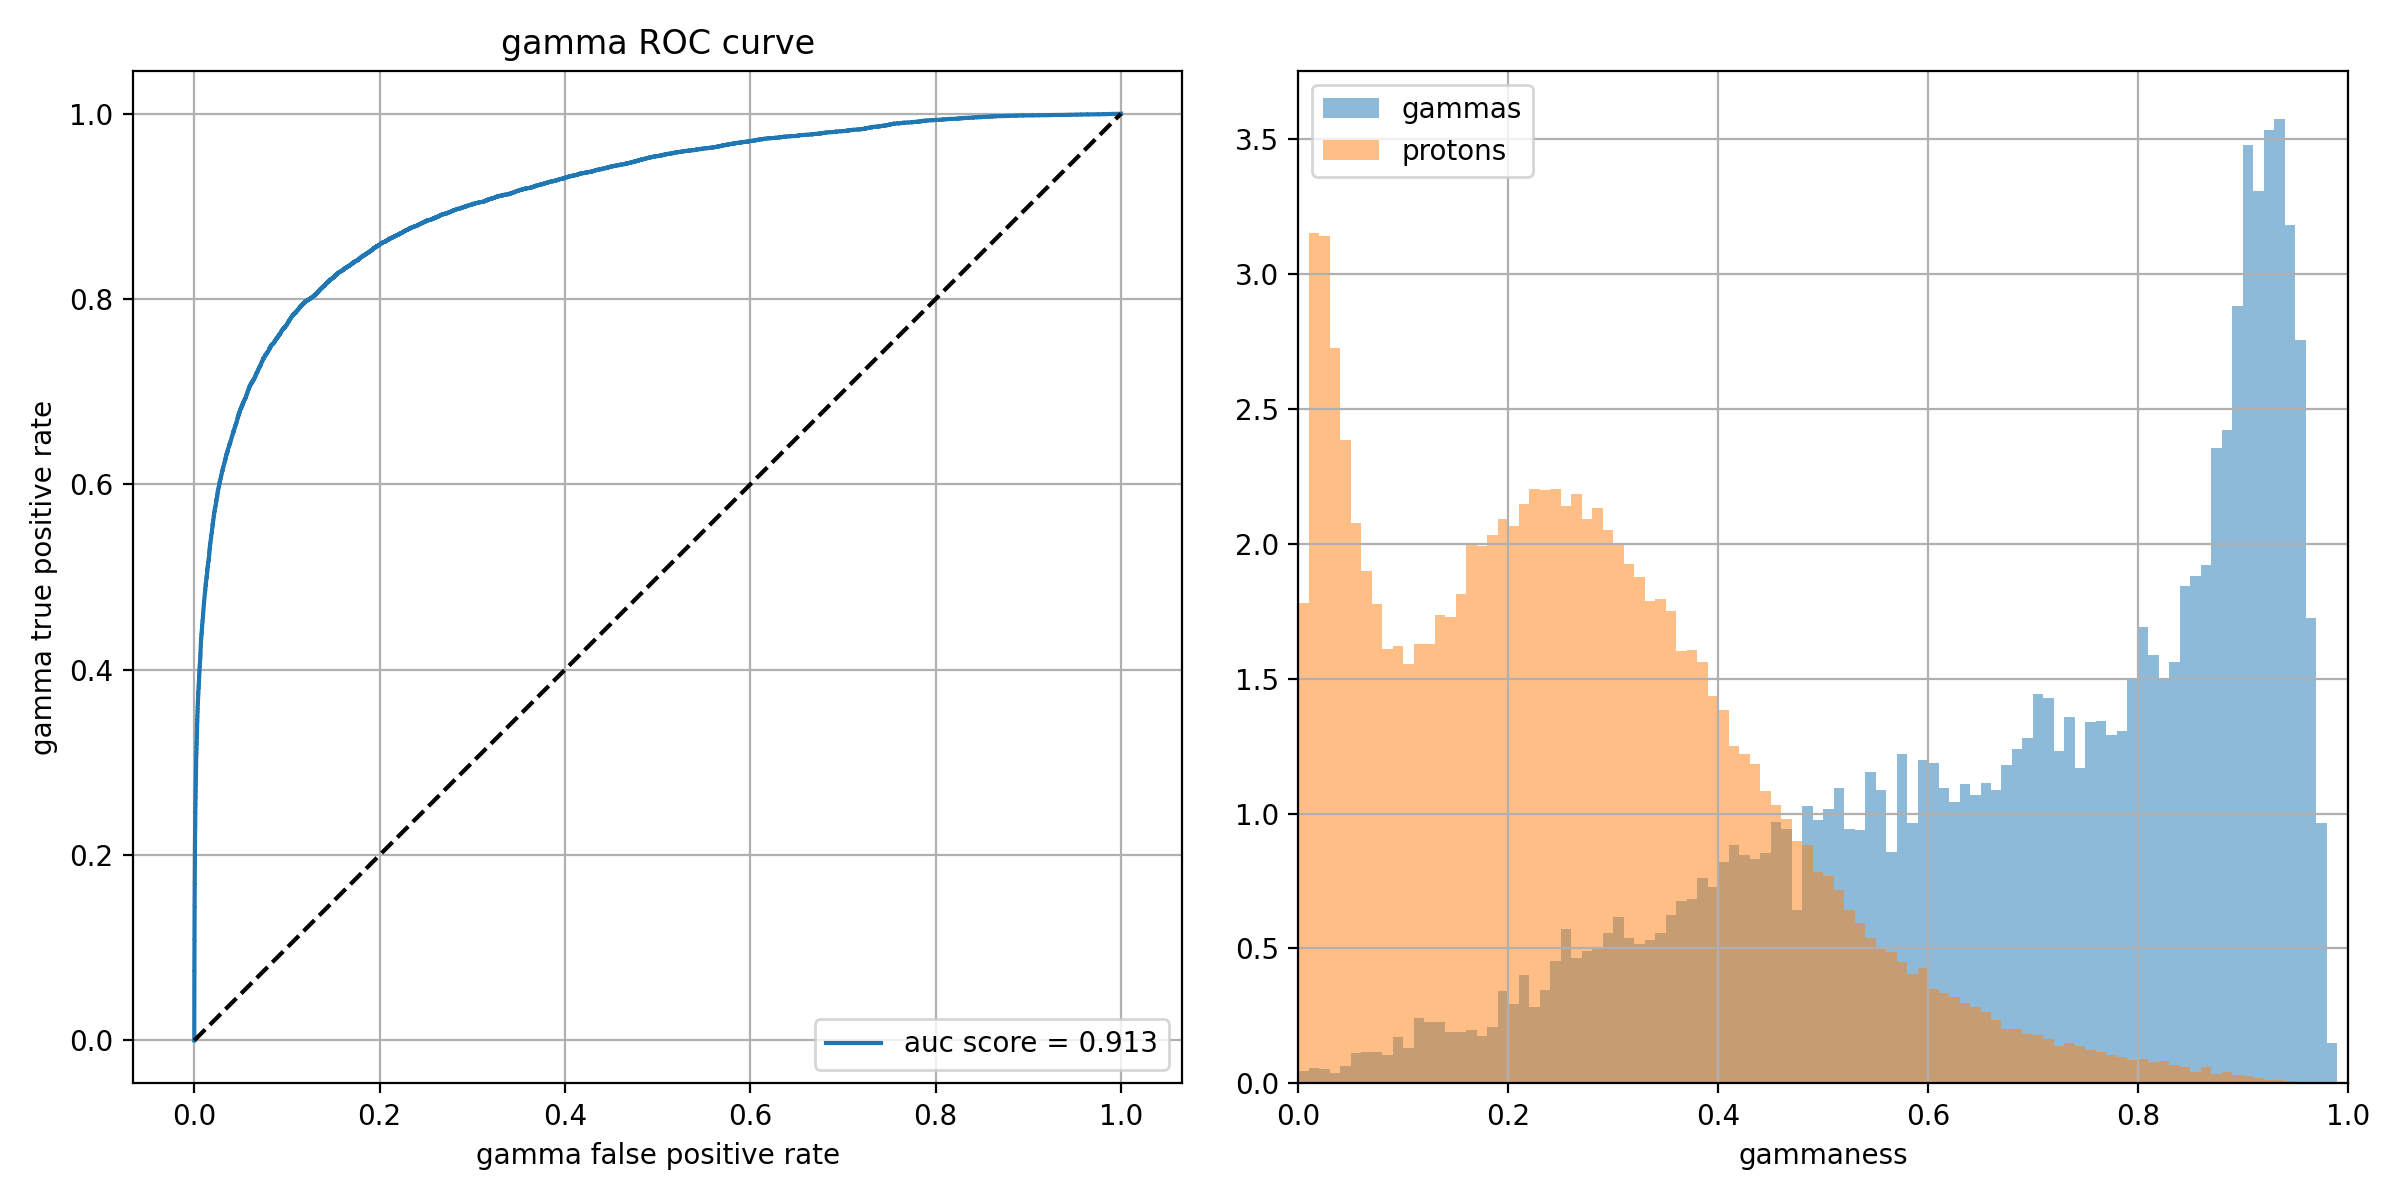 gamma ROC curve
gamma true positive rate
1.0
0.8
0.6
0.4
0.2
0.0
auc score = 0.913
0.0 0.2 0.4 0.6 0.8 1.0
gamma false positive rate
gammas
protons
3.5
3.0
2.5
2.0
1.5
1.0
0.5
0.0
0.0 0.2 0.4 0.6 0.8 1.0
gammaness